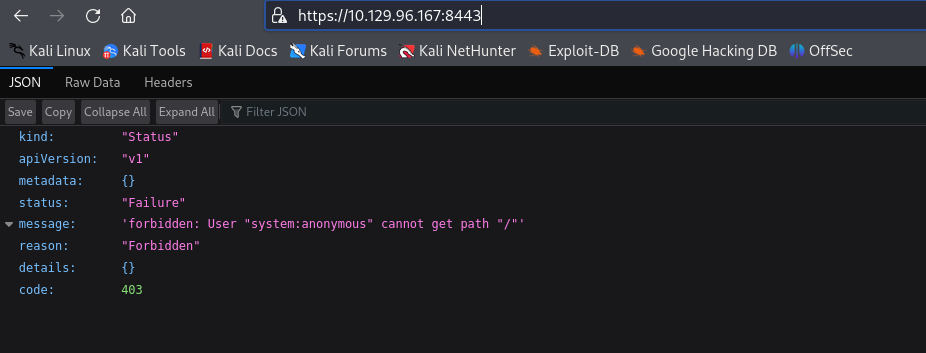 https://10.129.96.167:8443
Kali Linux Kali Tools Kali Docs Kali Forums Kali NetHunter Exploit-DB Google Hacking DB OffSec
JSON Raw Data Headers
Save Copy Collapse All Expand All Filter JSON
kind: "Status"
apiVersion: "v1"
metadata: {}
status: "Failure"
message: 'forbidden: User "system:anonymous" cannot get path "/"'
reason: "Forbidden"
details: {}
code: 403